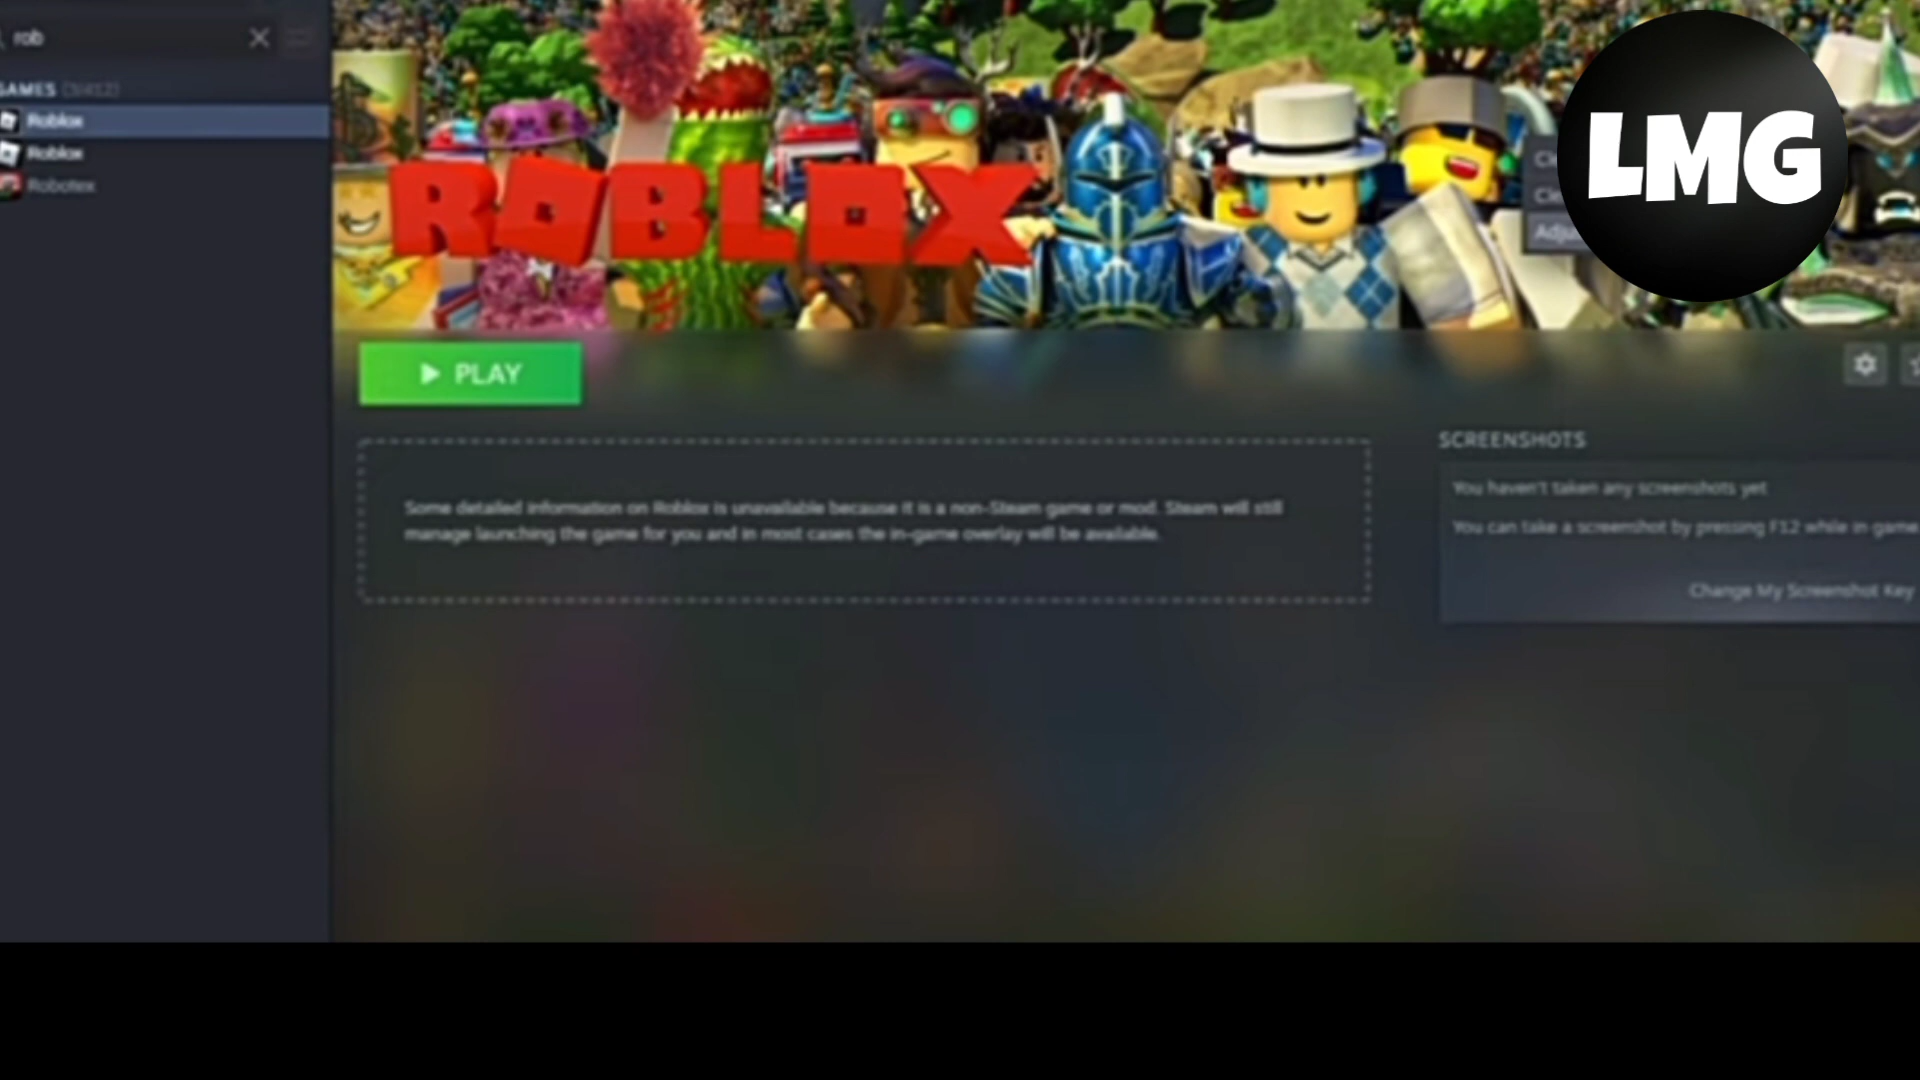 rob
GAMES
Roblox
Roblox
Robotex
ROBLOX
LMG
PLAY
Some detailed information on Roblox is unavailable because it is a non-Steam game or mod. Steam will still
manage launching the game for you and in most cases the in-game overlay will be available.
SCREENSHOTS
You haven't taken any screenshots yet
You can take a screenshot by pressing F12 while in game
Change My Screenshot Key